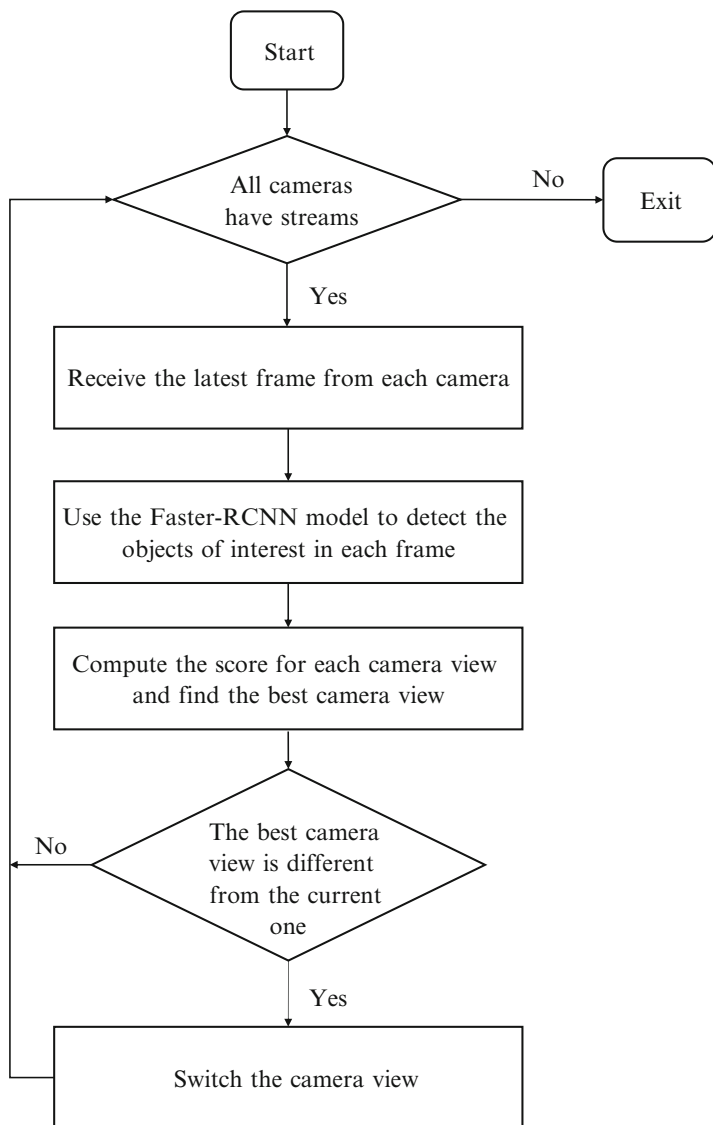 Start
All cameras
have streams
No
Exit
Yes
Receive the latest frame from each camera
Use the Faster-RCNN model to detect the
objects of interest in each frame
Compute the score for each camera view
and find the best camera view
The best camera
view is different
from the current
one
No
Yes
Switch the camera view